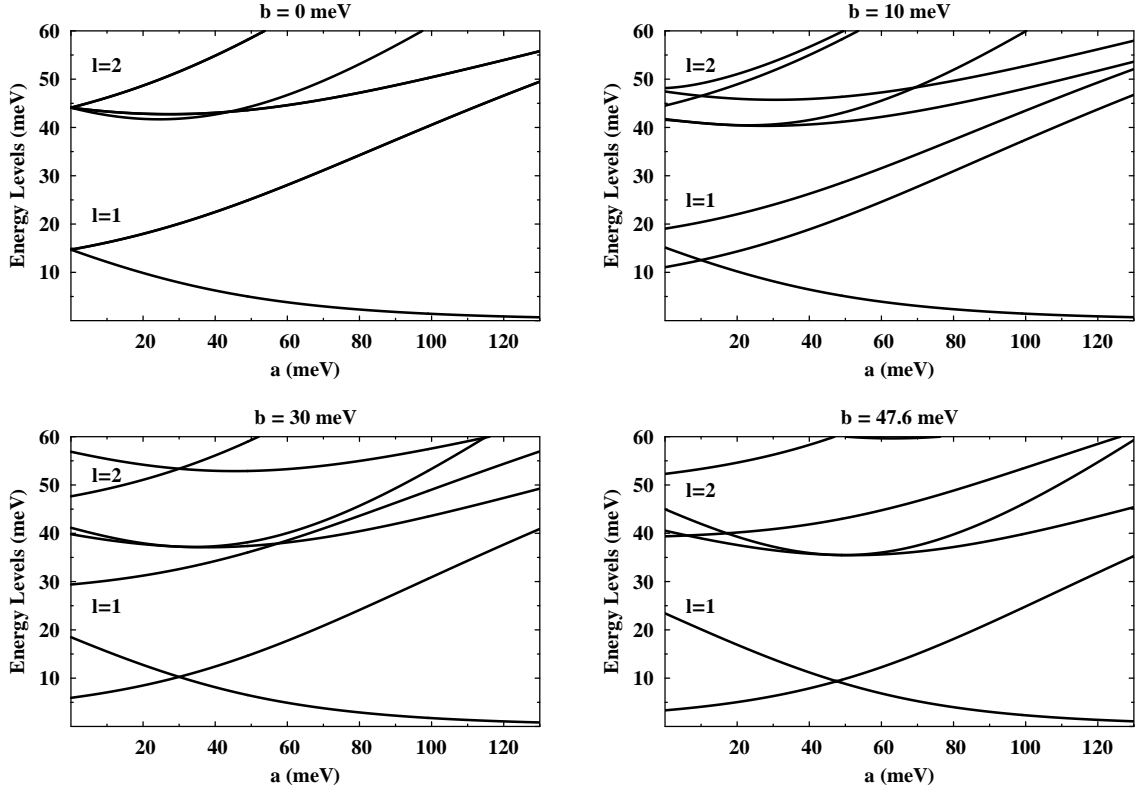 b = 0 meV
60
50
40
30
20
10
Energy Levels (meV)
l=2
l=1
20 40 60 80 100 120
a (meV)
b = 10 meV
60
50
40
30
20
10
Energy Levels (meV)
l=2
l=1
20 40 60 80 100 120
a (meV)
b = 30 meV
60
50
40
30
20
10
Energy Levels (meV)
l=2
l=1
20 40 60 80 100 120
a (meV)
b = 47.6 meV
60
50
40
30
20
10
Energy Levels (meV)
l=2
l=1
20 40 60 80 100 120
a (meV)